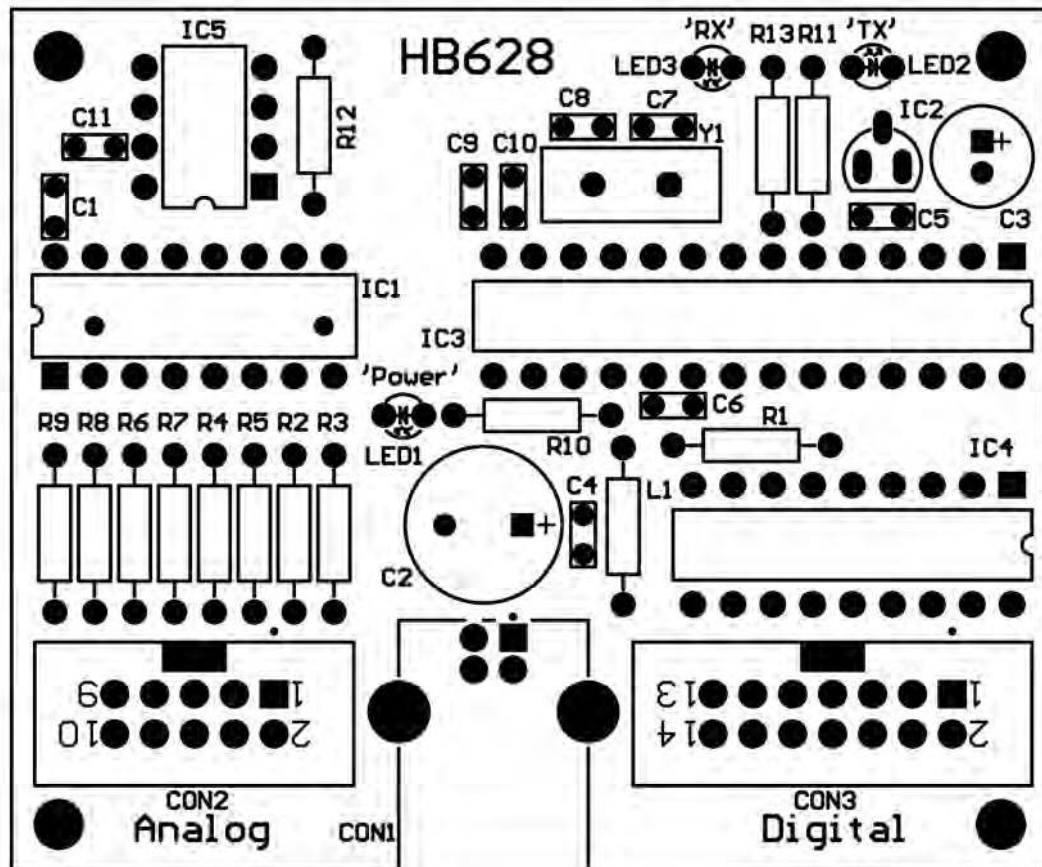 IC5
HB628
'RX'
R13
R11
'TX'
LED3
LED2
C11
R12
C8
C7
Y1
IC2
C9
C10
+
C1
C5
C3
IC1
IC3
'Power'
C6
R9 R8 R6 R7 R4 R5 R2 R3
LED1
R10
R1
IC4
C4
L1
+
C2
9 1
10 2
13 1
14 2
CON2
Analog
CON1
CON3
Digital